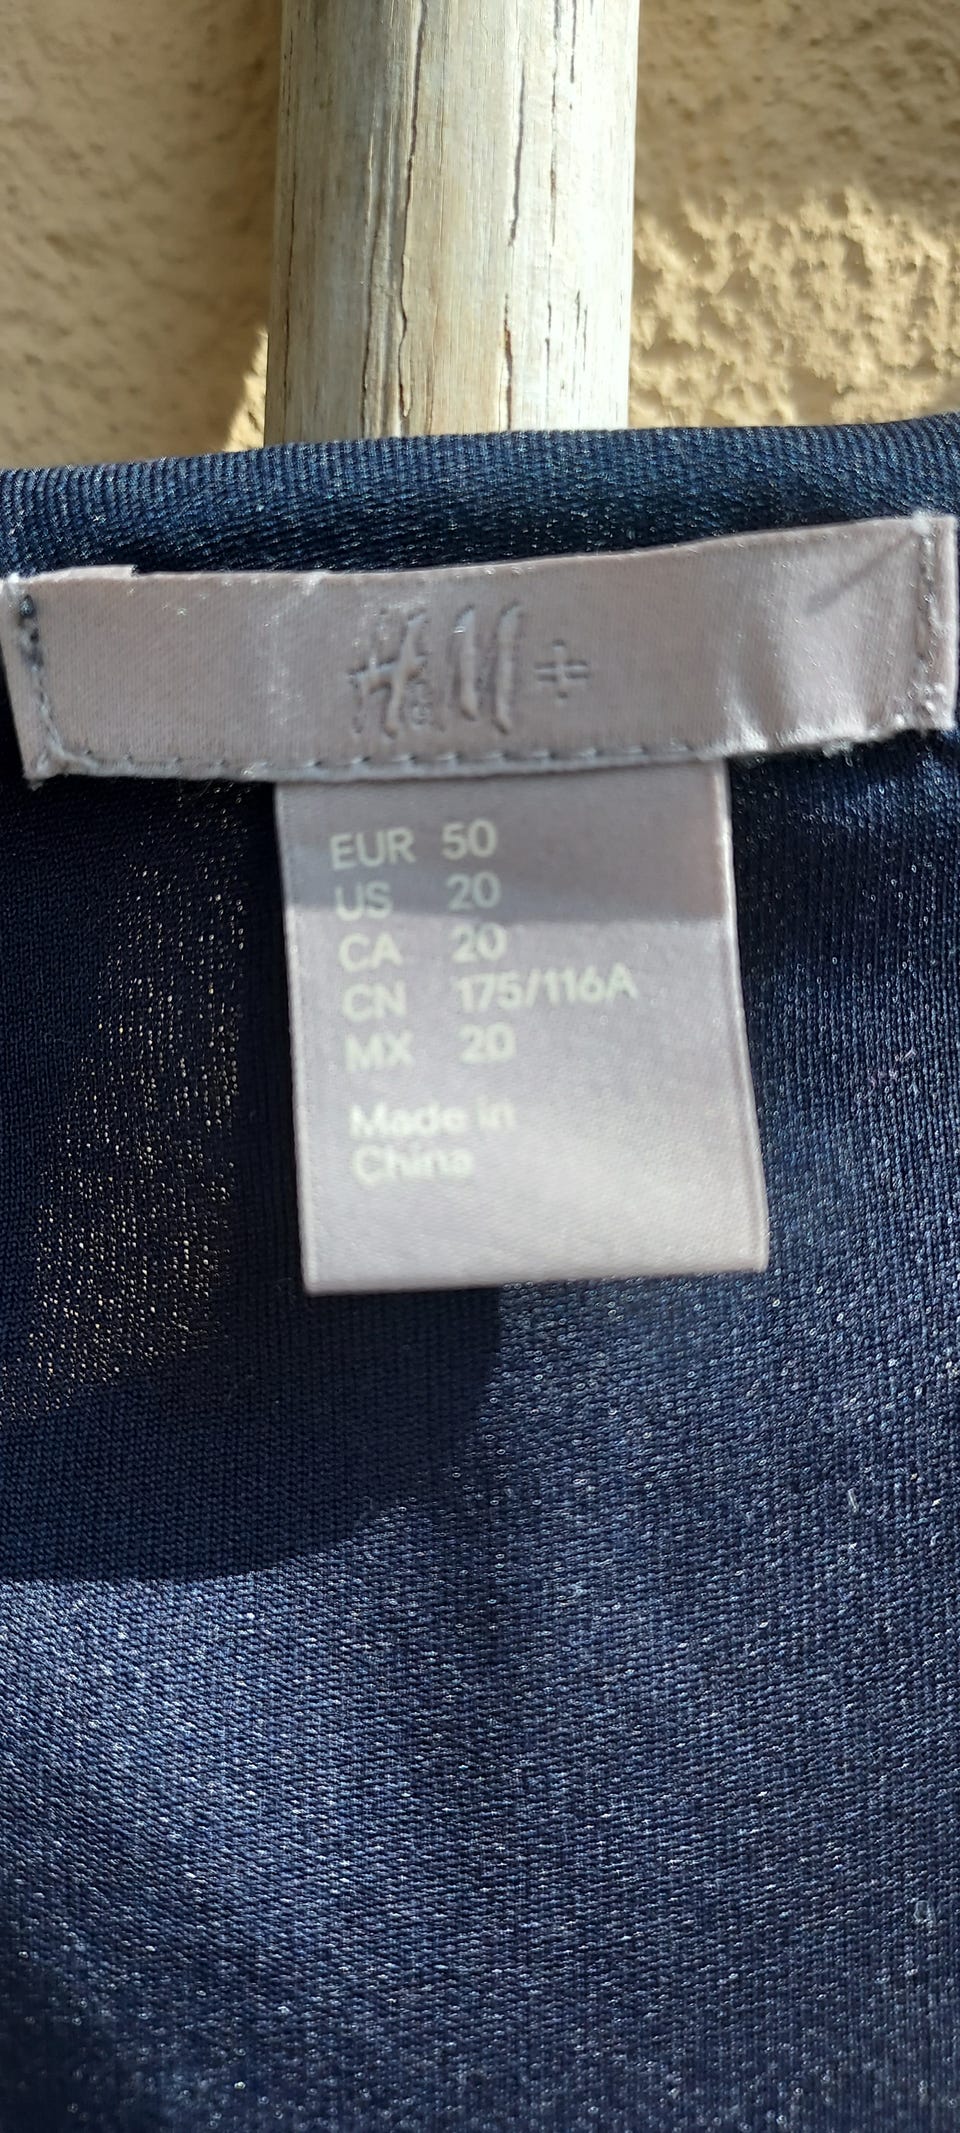 H&M+
EUR 50
US 20
CA 20
CN 175/116A
MX 20
Made in
China